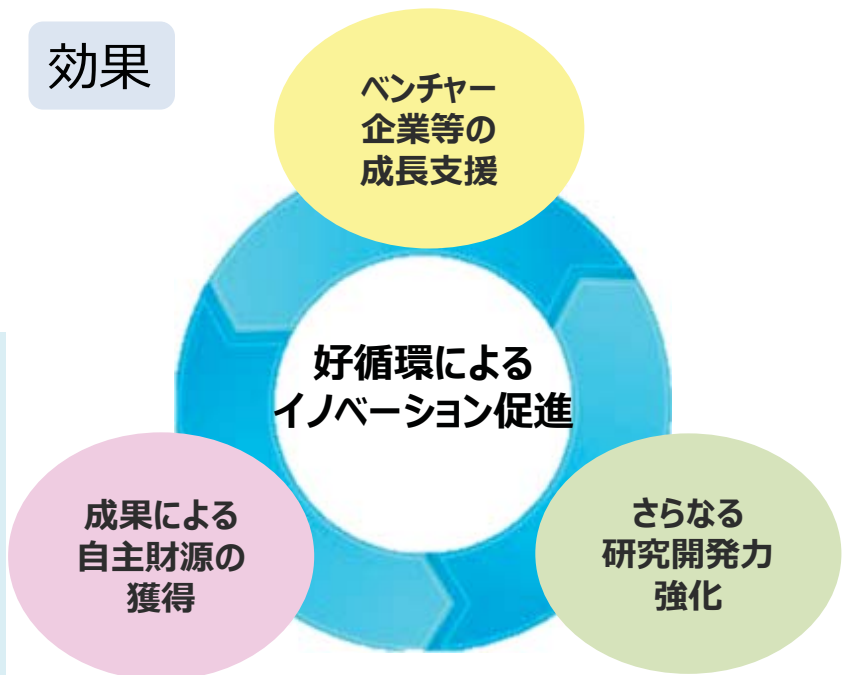 効果
ベンチャー
企業等の
成長支援
好循環による
イノベーション促進
成果による
自主財源の
獲得
さらなる
研究開発力
強化